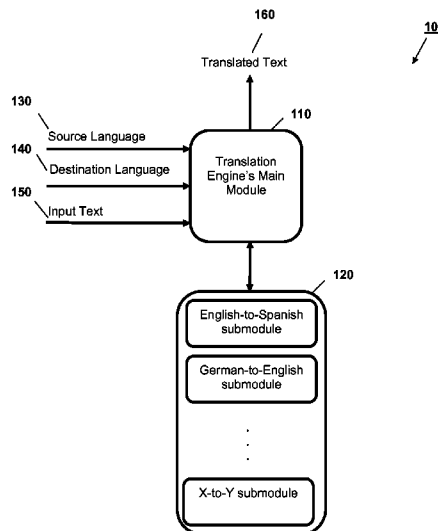 160
10
Translated Text
130
110
Source Language
140
Destination Language
150
Input Text
Translation
Engine's Main
Module
120
English-to-Spanish
submodule
German-to-English
submodule
.
.
.
X-to-Y submodule